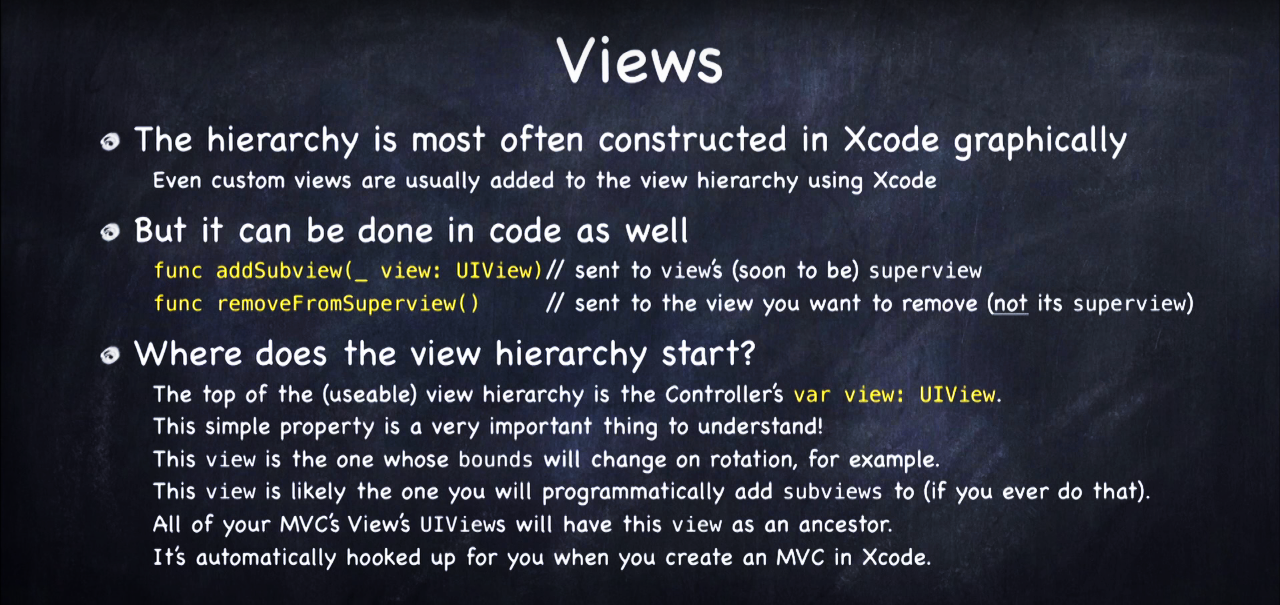 Views
The hierarchy is most often constructed in Xcode graphically
Even custom views are usually added to the view hierarchy using Xcode
But it can be done in code as well
func addSubview(_ view: UIView) // sent to view's (soon to be) superview
func removeFromSuperview() // sent to the view you want to remove (not its superview)
Where does the view hierarchy start?
The top of the (useable) view hierarchy is the Controller's var view: UIView.
This simple property is a very important thing to understand!
This view is the one whose bounds will change on rotation, for example.
This view is likely the one you will programmatically add subviews to (if you ever do that).
All of your MVC's View's UIViews will have this view as an ancestor.
It's automatically hooked up for you when you create an MVC in Xcode.